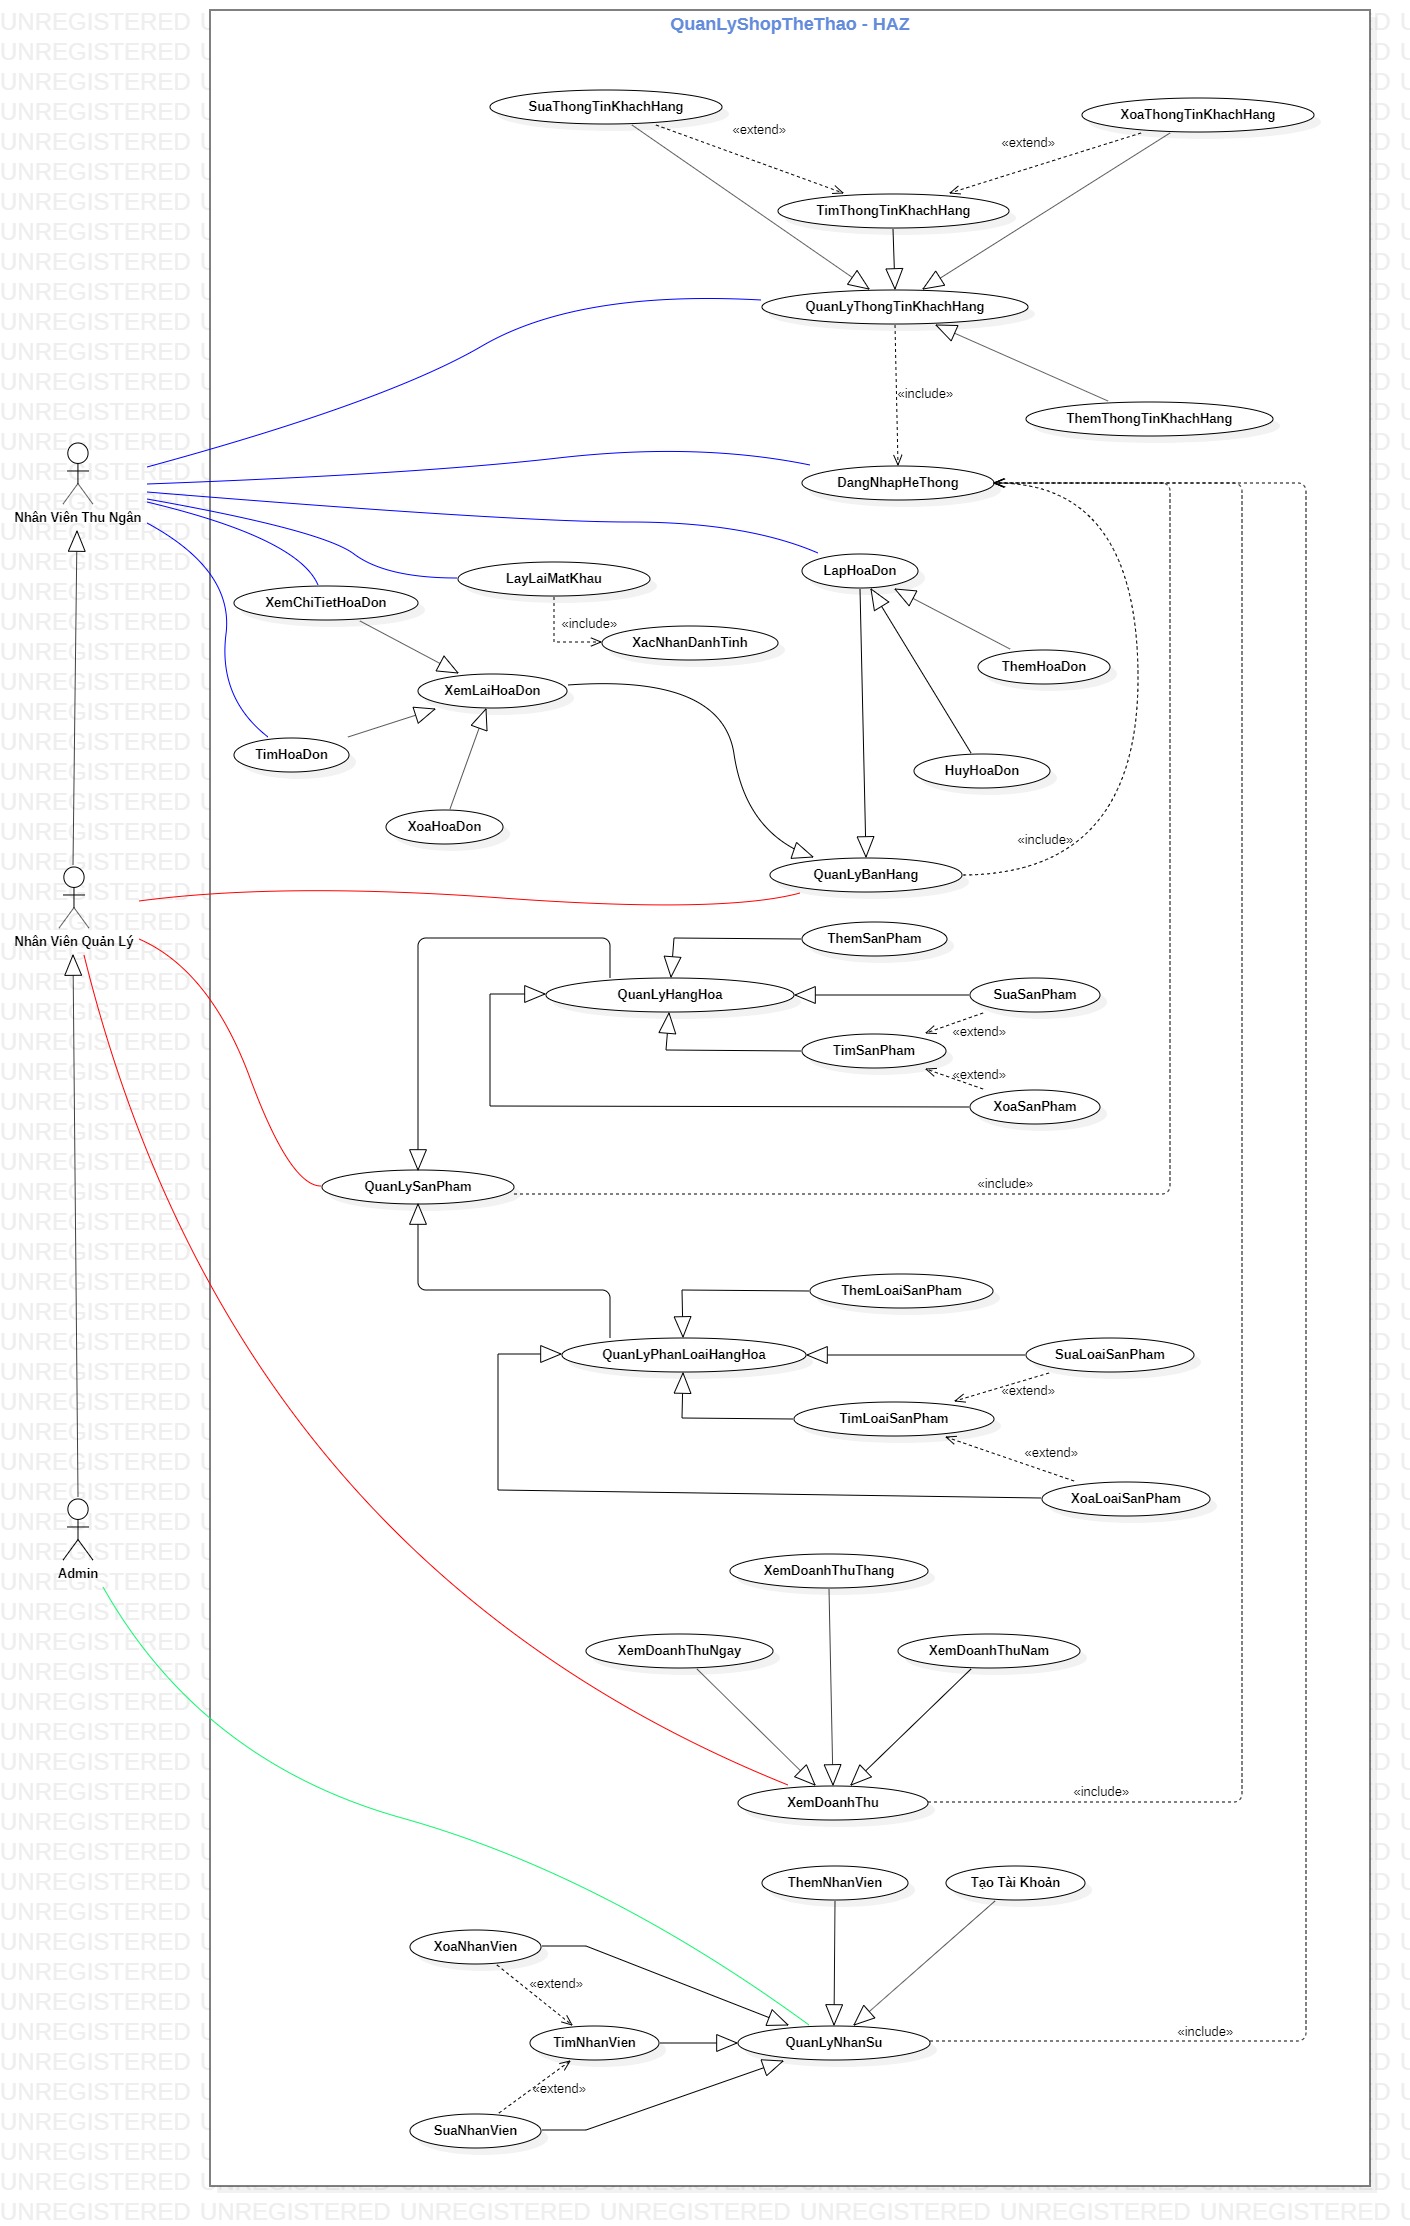 QuanLyShopTheThao - HAZ
SuaThongTinKhachHang
XoaThongTinKhachHang
«extend»
«extend»
TimThongTinKhachHang
QuanLyThongTinKhachHang
«include»
ThemThongTinKhachHang
DangNhapHeThong
Nhân Viên Thu Ngân
LapHoaDon
LayLaiMatKhau
XemChiTietHoaDon
«include»
XacNhanDanhTinh
ThemHoaDon
XemLaiHoaDon
TimHoaDon
HuyHoaDon
XoaHoaDon
«include»
QuanLyBanHang
Nhân Viên Quản Lý
ThemSanPham
QuanLyHangHoa
SuaSanPham
«extend»
TimSanPham
«extend»
XoaSanPham
QuanLySanPham
«include»
ThemLoaiSanPham
QuanLyPhanLoaiHangHoa
SuaLoaiSanPham
«extend»
TimLoaiSanPham
«extend»
XoaLoaiSanPham
Admin
XemDoanhThuThang
XemDoanhThuNgay
XemDoanhThuNam
«include»
XemDoanhThu
ThemNhanVien
Tạo Tài Khoản
XoaNhanVien
«extend»
TimNhanVien
QuanLyNhanSu
«include»
«extend»
SuaNhanVien
UNREGISTERED UNREGISTERED UNREGISTERED UNREGISTERED UNREGISTERED UNREGISTERED UNREGISTERED